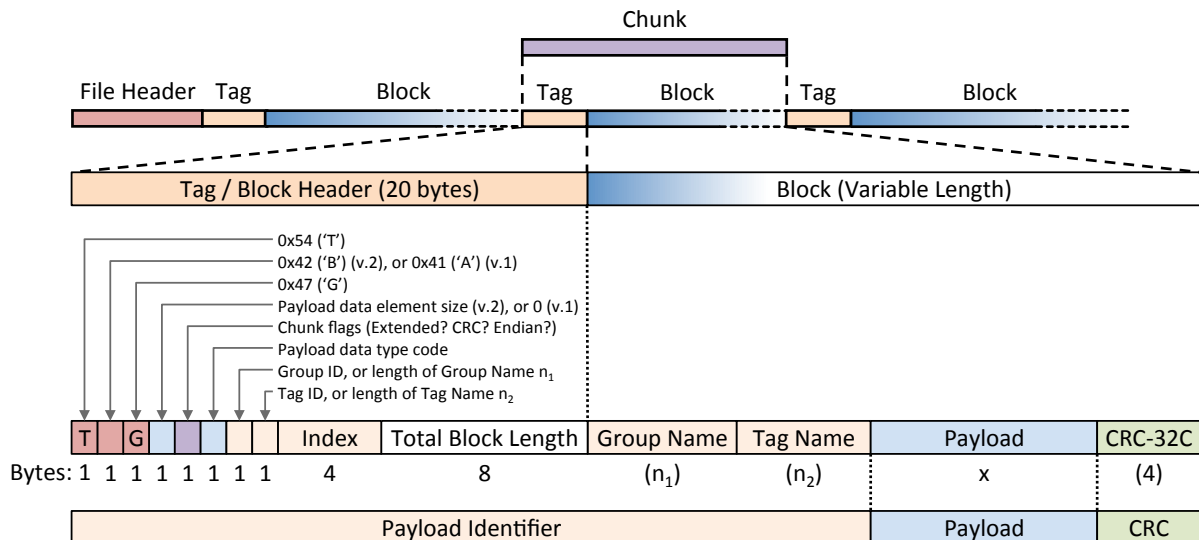 Chunk
File Header Tag Block Tag Block Tag Block
Tag / Block Header (20 bytes) Block (Variable Length)
0x54 (‘T’)
0x42 (‘B’) (v.2), or 0x41 (‘A’) (v.1)
0x47 (‘G’)
Payload data element size (v.2), or 0 (v.1)
Chunk flags (Extended? CRC? Endian?)
Payload data type code
Group ID, or length of Group Name n₁
Tag ID, or length of Tag Name n₂
T G Index Total Block Length Group Name Tag Name Payload CRC-32C
Bytes: 1 1 1 1 1 1 1 1 4 8 (n₁) (n₂) x (4)
Payload Identifier Payload CRC